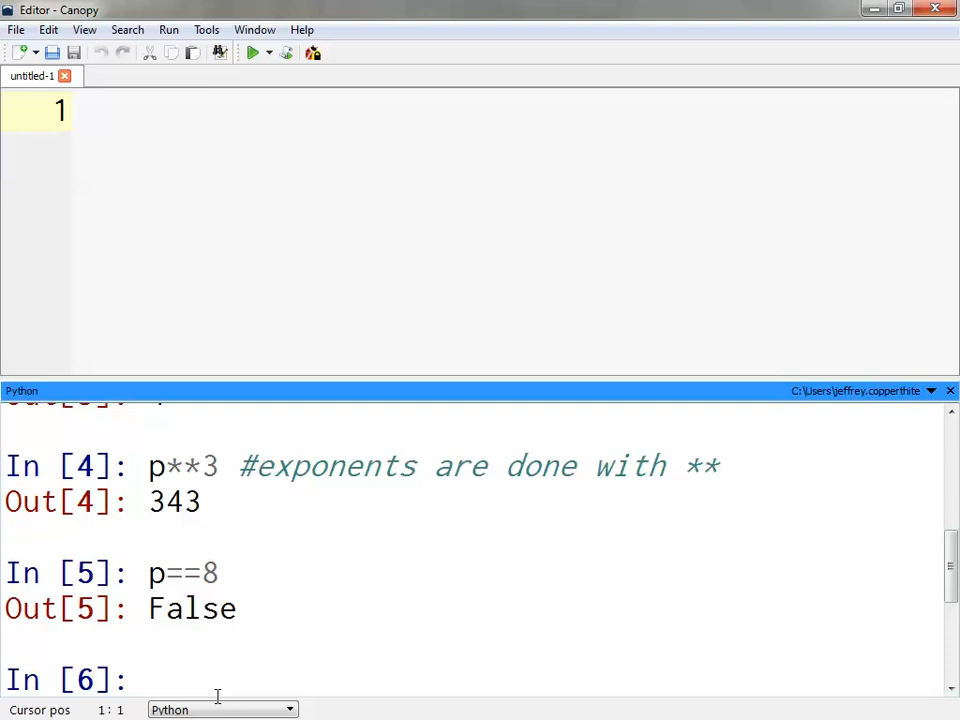 Editor - Canopy
File Edit View Search Run Tools Window Help
untitled-1
1
Python C:\Users\jeffrey.copperthite
In [4]: p**3 #exponents are done with **
Out[4]: 343
In [5]: p==8
Out[5]: False
In [6]:
Cursor pos 1: 1 Python